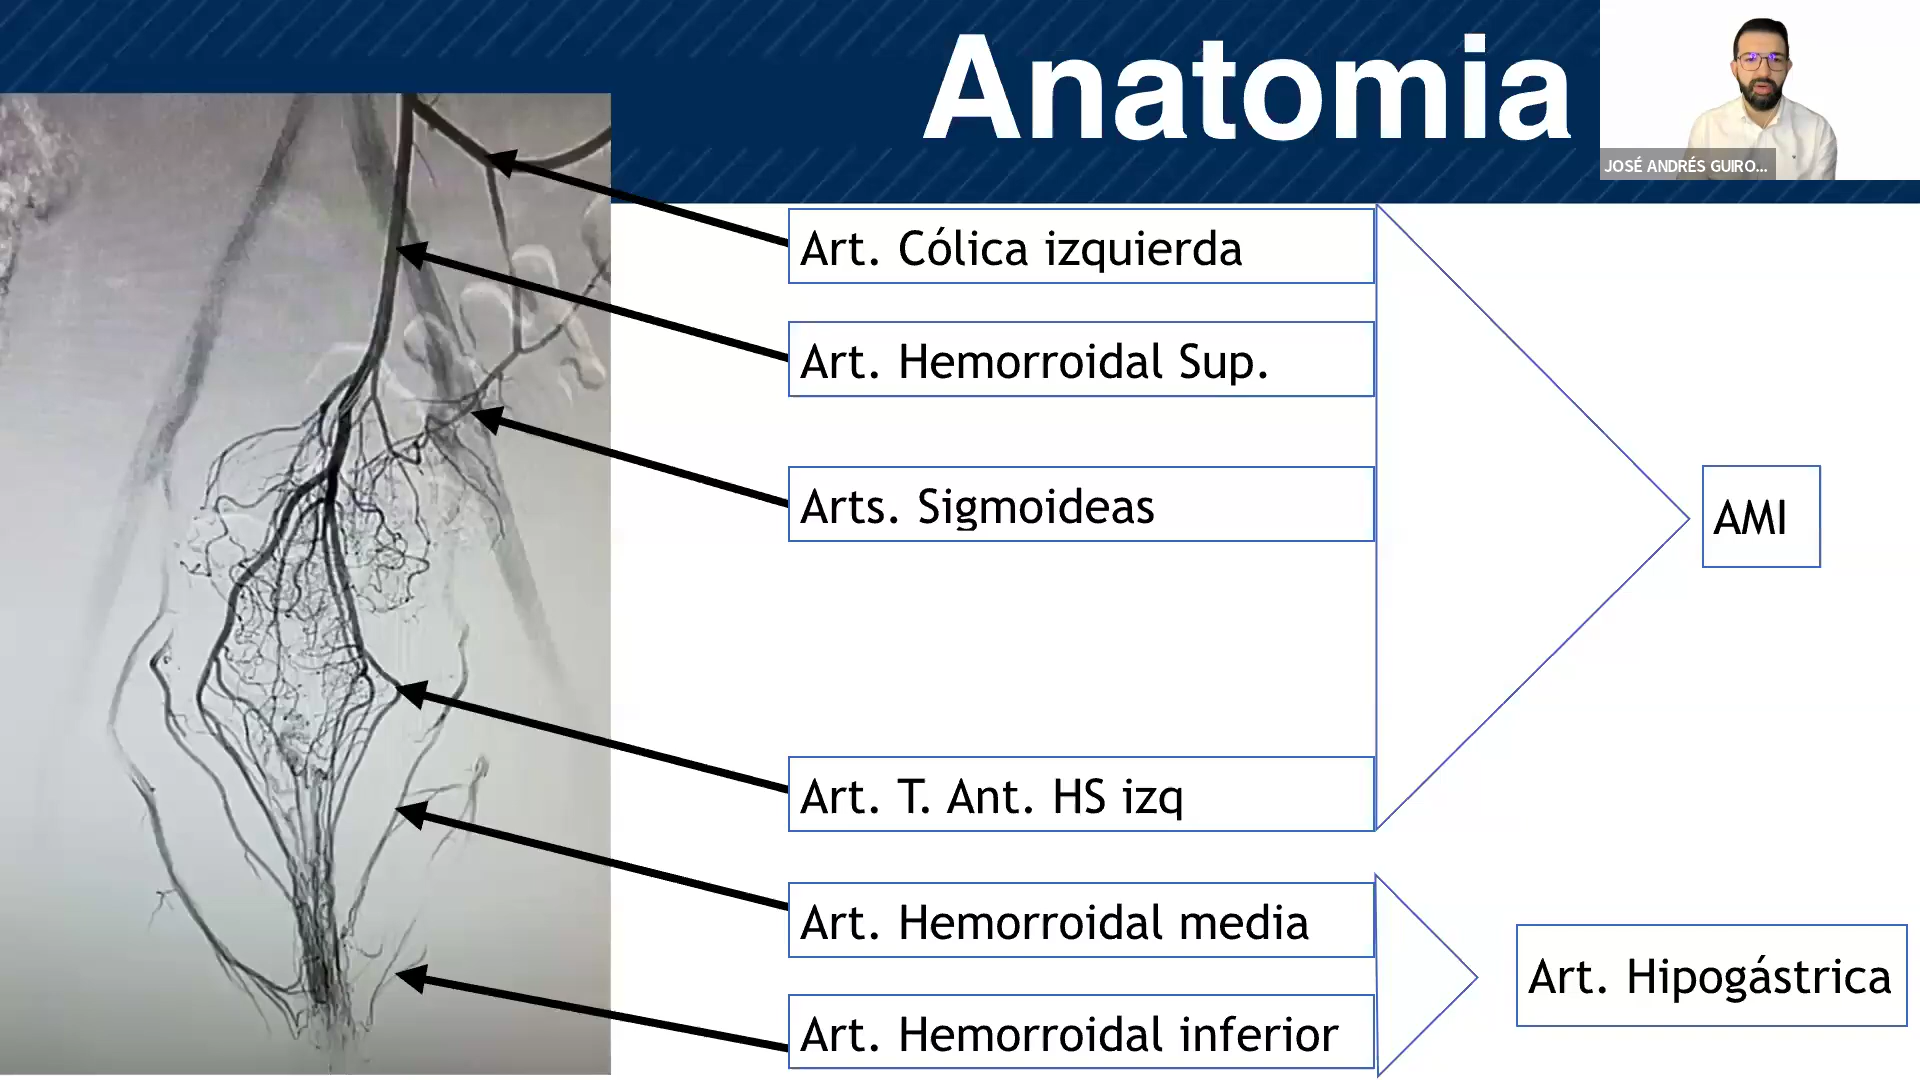 Anatomia
JOSÉ ANDRÉS GUIRO...
Art. Cólica izquierda
Art. Hemorroidal Sup.
Arts. Sigmoideas
AMI
Art. T. Ant. HS izq
Art. Hemorroidal media
Art. Hipogástrica
Art. Hemorroidal inferior